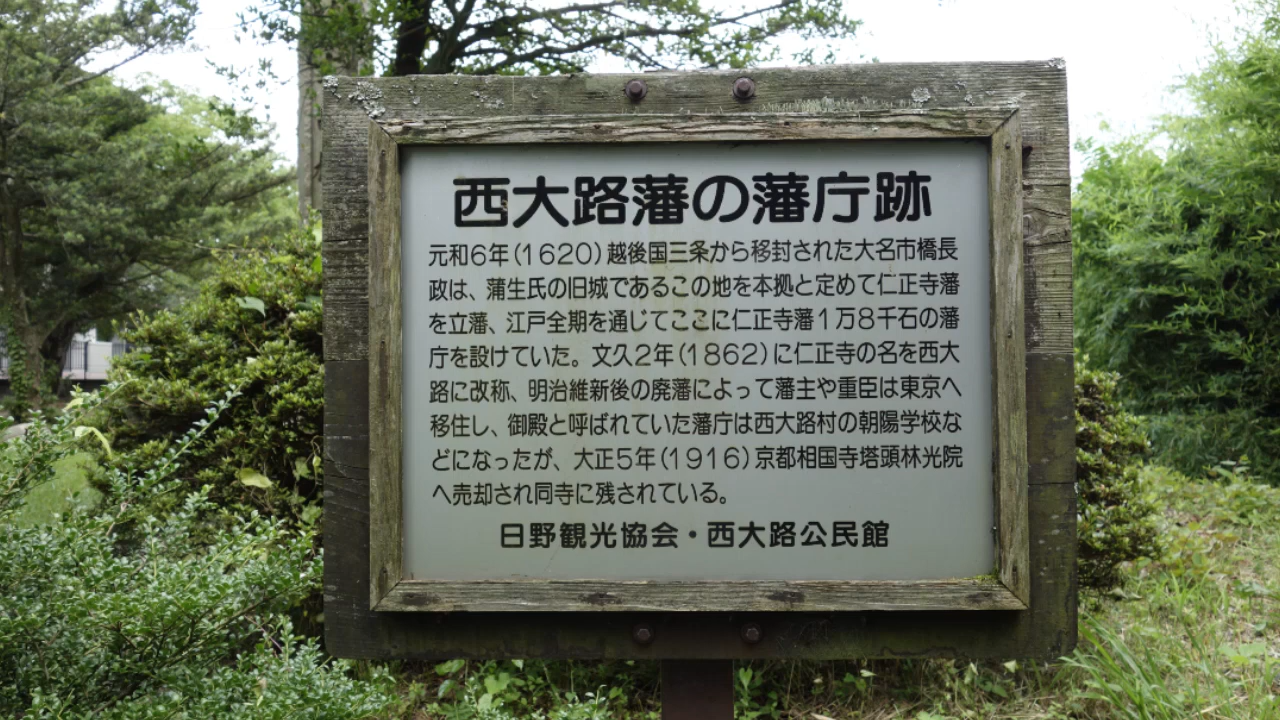 西大路藩の藩庁跡
元和6年(1620)越後国三条から移封された大名市橋長
政は、蒲生氏の旧城であるこの地を本拠と定めて仁正寺藩
を立藩、江戸全期を通じてここに仁正寺藩1万8千石の藩
庁を設けていた。文久2年(1862)に仁正寺の名を西大
路に改称、明治維新後の廃藩によって藩主や重臣は東京へ
移住し、御殿と呼ばれていた藩庁は西大路村の朝陽学校な
どになったが、大正5年(1916)京都相国寺塔頭林光院
へ売却され同寺に残されている。
日野観光協会・西大路公民館